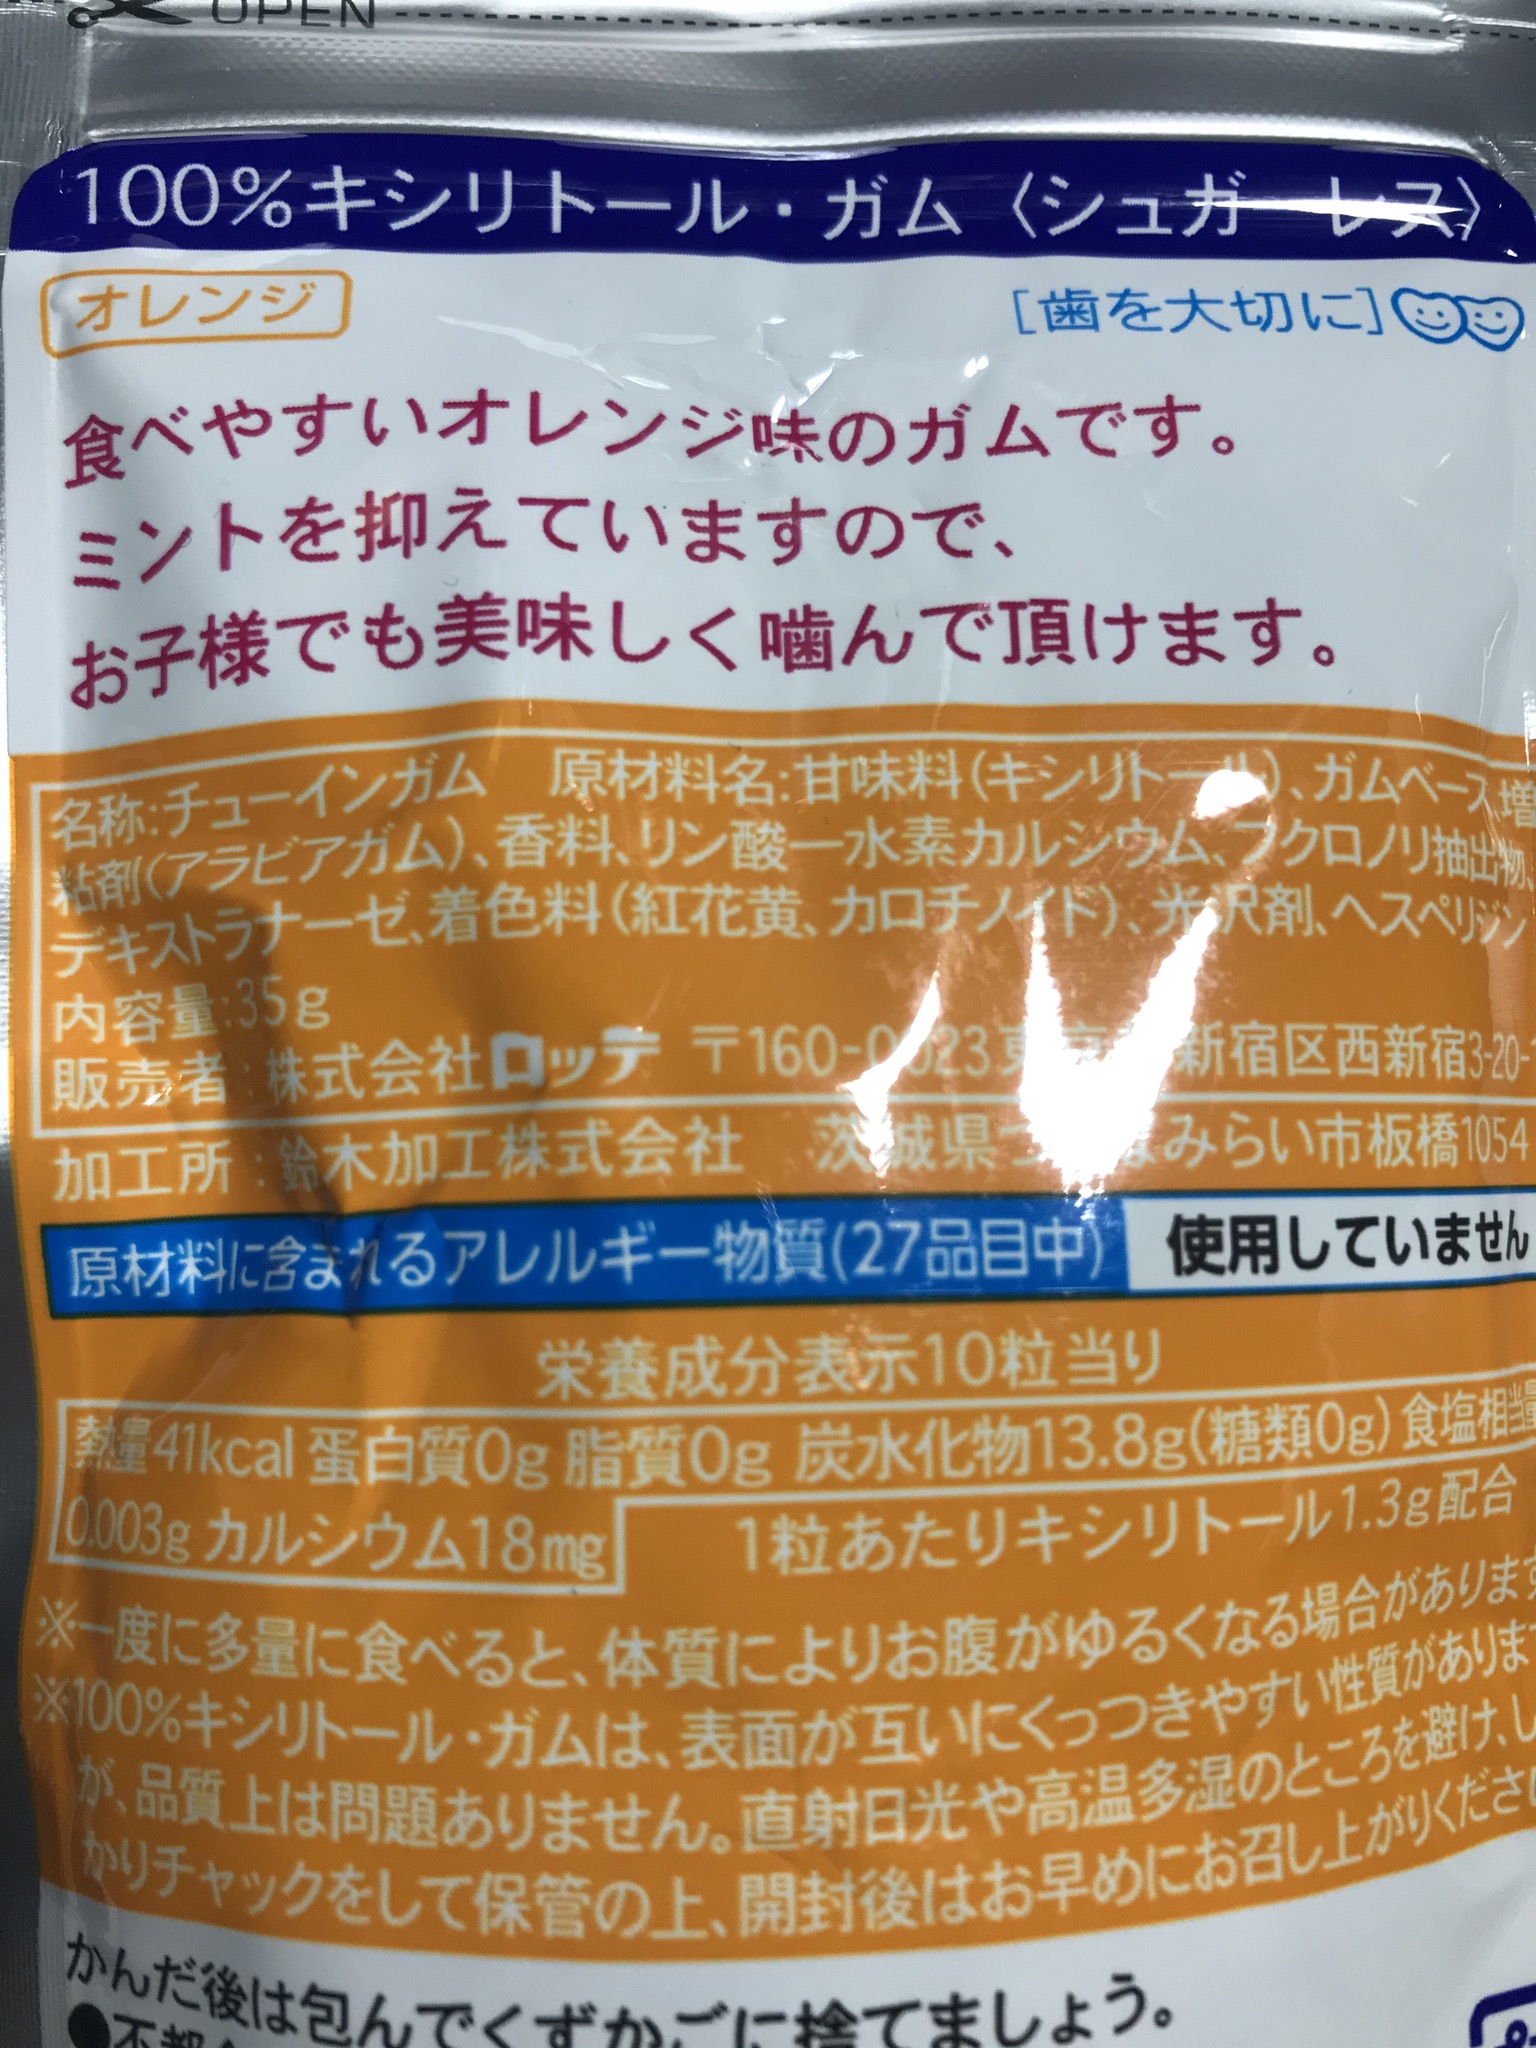 OPEN
100%キシリトール・ガム〈シュガーレス〉
オレンジ
[歯を大切に]
食べやすいオレンジ味のガムです。
ミントを抑えていますので、
お子様でも美味しく噛んで頂けます。
名称:チューインガム 原材料名:甘味料(キシリトール)、ガムベース、増
粘剤(アラビアガム)、香料、リン酸一水素カルシウム、フクロノリ抽出物、
デキストラナーゼ、着色料(紅花黄、カロチノイド)、光沢剤、ヘスペリジン
内容量:35g
販売者:株式会社ロッテ 〒160-0023 東京 新宿区西新宿3-20-
加工所:鈴木加工株式会社 茨城県つ みらい市板橋1054
原材料に含まれるアレルギー物質(27品目中) 使用していません
栄養成分表示10粒当り
熱量41kcal 蛋白質0g 脂質0g 炭水化物13.8g(糖類0g) 食塩相当量
0.003g カルシウム18mg 1粒あたりキシリトール1.3g配合
※一度に多量に食べると、体質によりお腹がゆるくなる場合があります
※100%キシリトール・ガムは、表面が互いにくっつきやすい性質がありま
が、品質上は問題ありません。直射日光や高温多湿のところを避け、し
かりチャックをして保管の上、開封後はお早めにお召し上がりくださ
かんだ後は包んでくずかごに捨てましょう。
●不都合